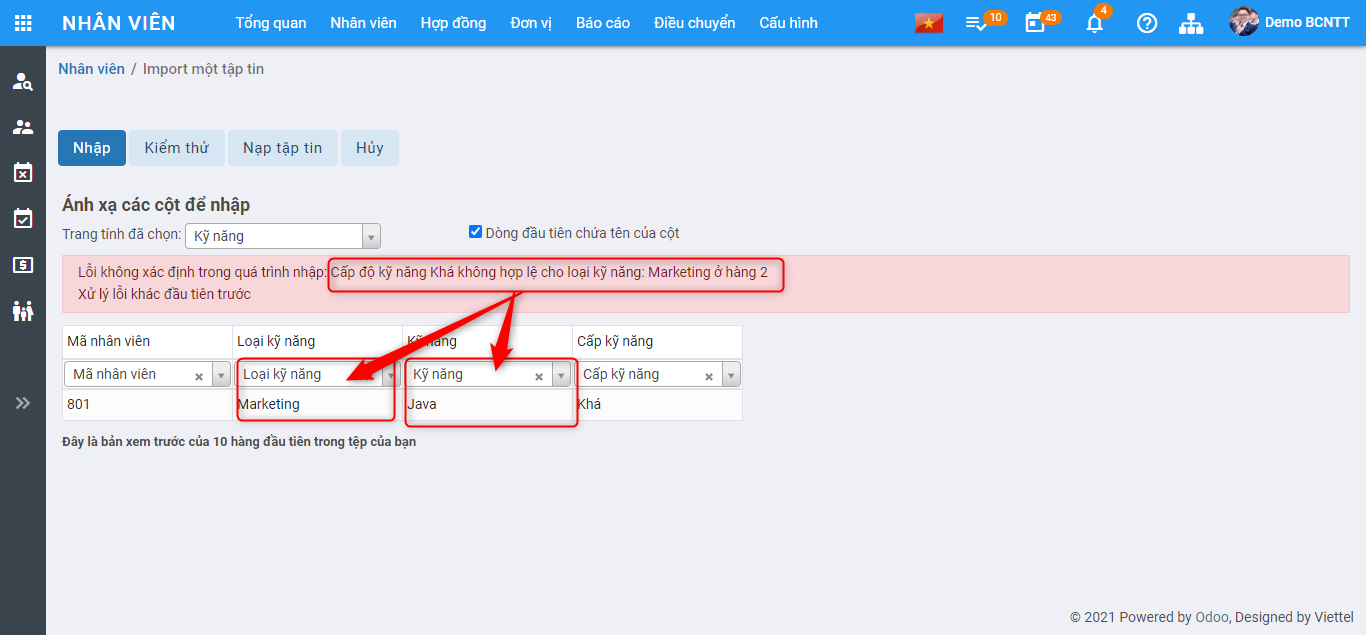 NHÂN VIÊN Tổng quan Nhân viên Hợp đồng Đơn vị Báo cáo Điều chuyển Cấu hình 10 43 4 Demo BCNTT
Nhân viên / Import một tập tin
Nhập Kiểm thử Nạp tập tin Hủy
Ánh xạ các cột để nhập
Trang tính đã chọn: Kỹ năng Dòng đầu tiên chứa tên của cột
Lỗi không xác định trong quá trình nhập: Cấp độ kỹ năng Khá không hợp lệ cho loại kỹ năng: Marketing ở hàng 2
Xử lý lỗi khác đầu tiên trước
Mã nhân viên Loại kỹ năng Kỹ năng Cấp kỹ năng
Mã nhân viên Loại kỹ năng Kỹ năng Cấp kỹ năng
801 Marketing Java Khá
Đây là bản xem trước của 10 hàng đầu tiên trong tệp của bạn
© 2021 Powered by Odoo, Designed by Viettel